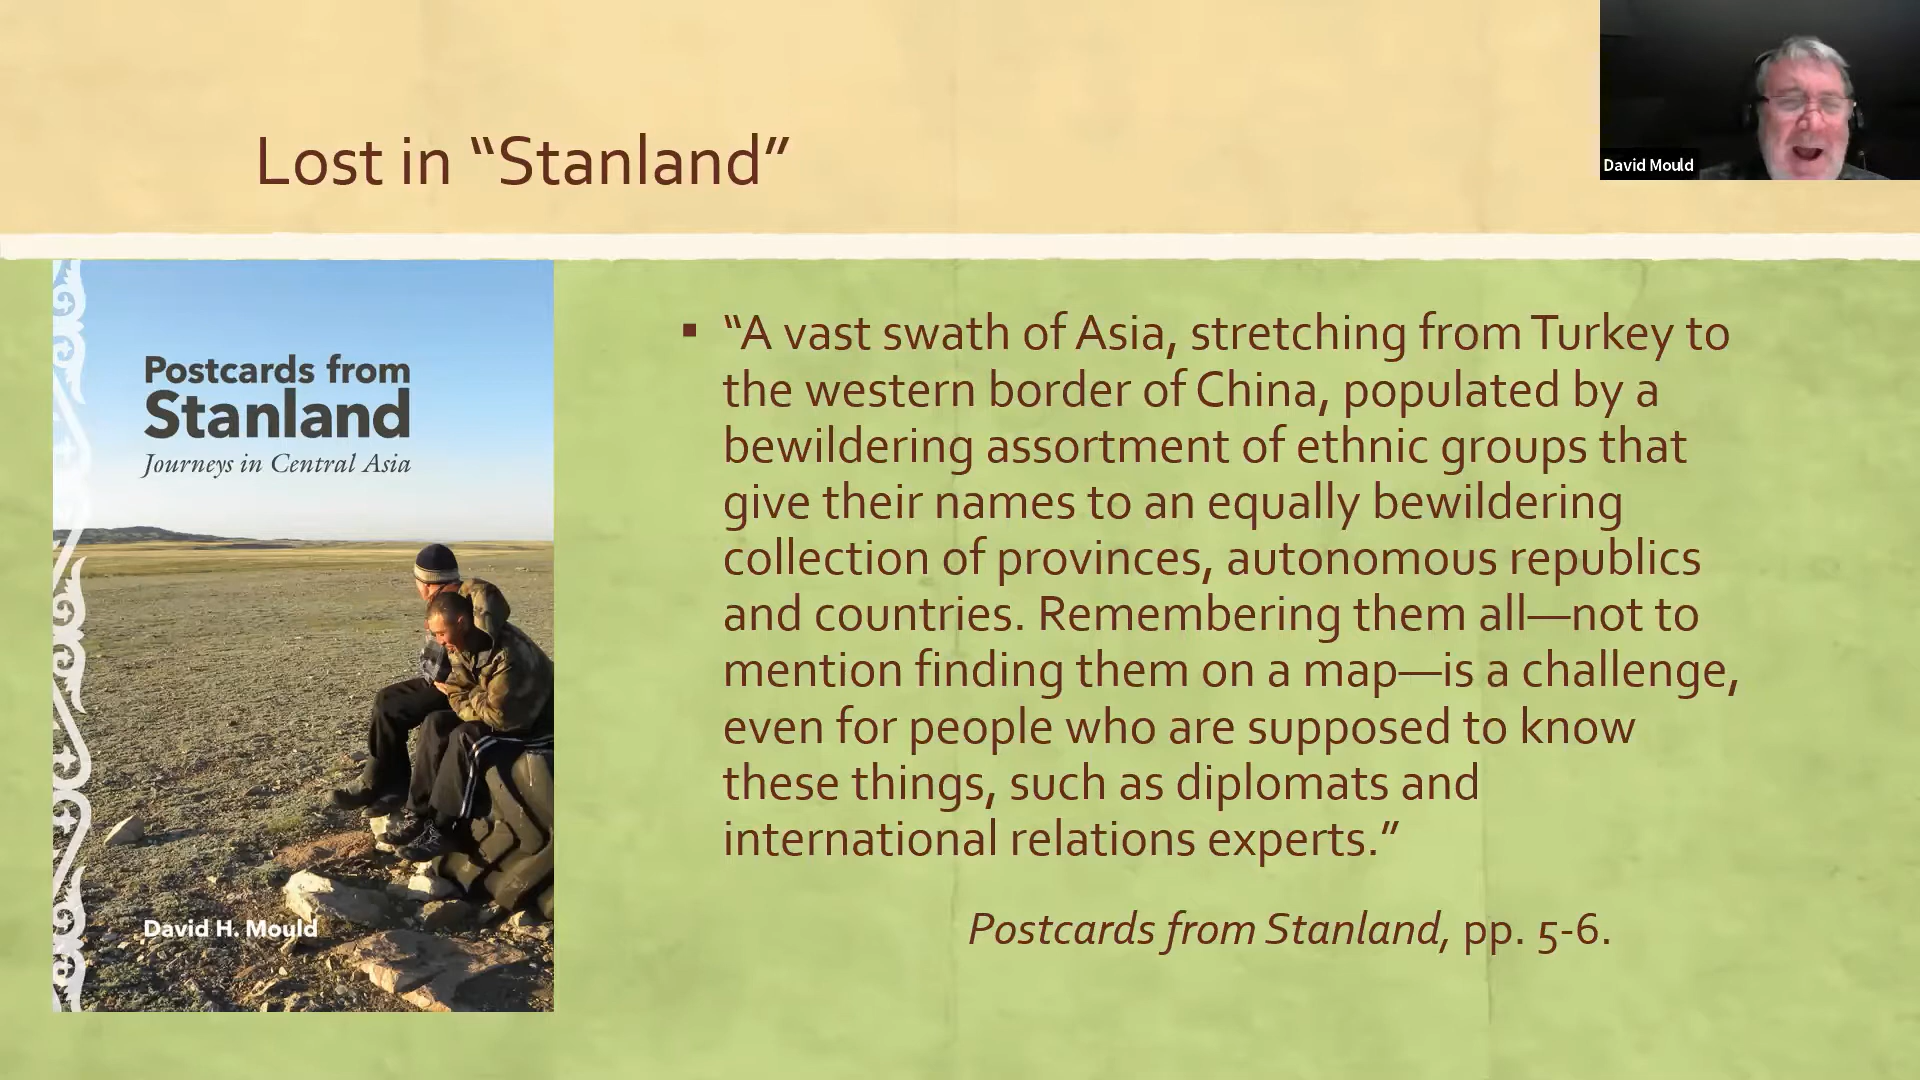 David Mould
Lost in “Stanland”
Postcards from
Stanland
Journeys in Central Asia
David H. Mould
▪ “A vast swath of Asia, stretching from Turkey to
the western border of China, populated by a
bewildering assortment of ethnic groups that
give their names to an equally bewildering
collection of provinces, autonomous republics
and countries. Remembering them all—not to
mention finding them on a map—is a challenge,
even for people who are supposed to know
these things, such as diplomats and
international relations experts.”
Postcards from Stanland, pp. 5-6.